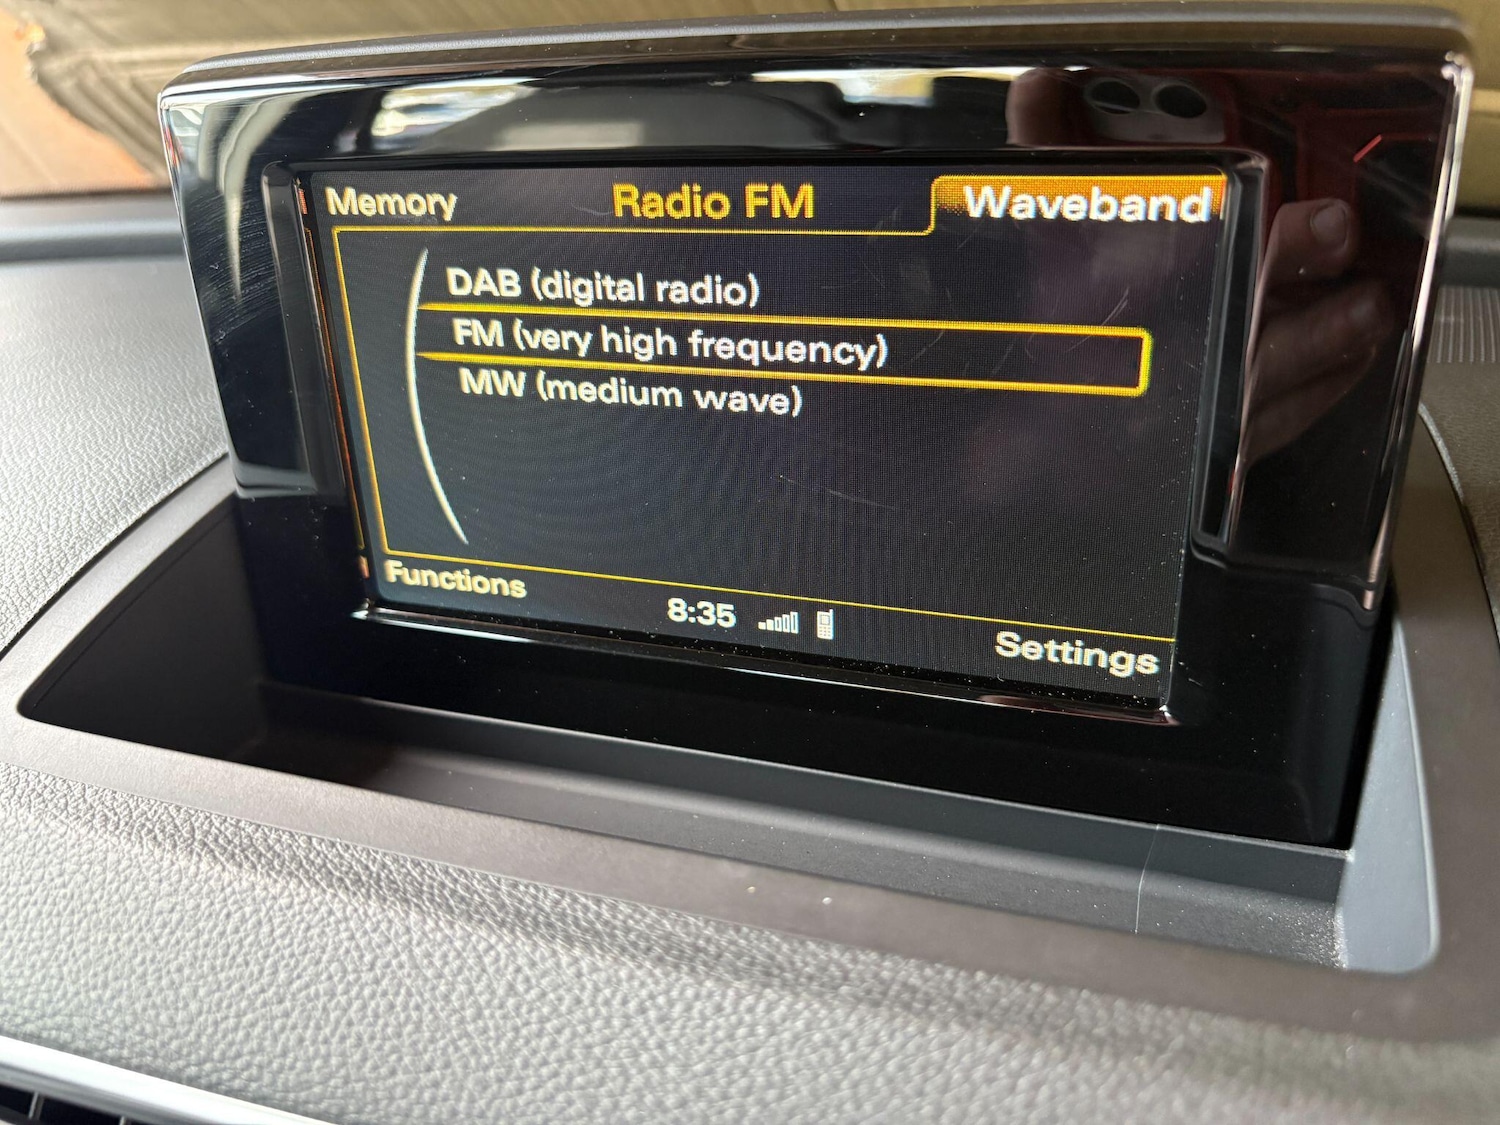 Memory
Radio FM
Waveband
DAB (digital radio)
FM (very high frequency)
MW (medium wave)
Functions
8:35
Settings